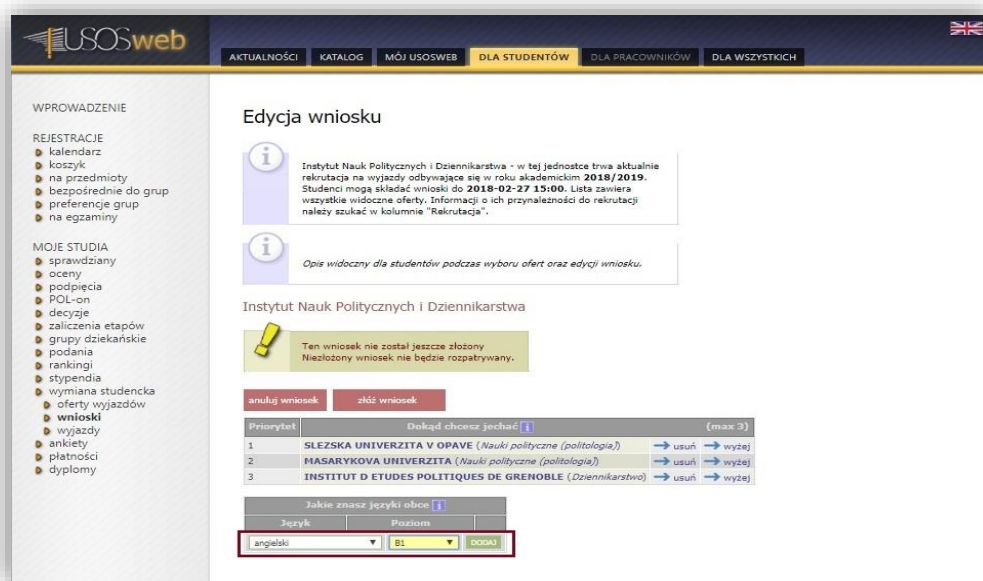 USOSweb
AKTUALNOŚCI KATALOG MÓJ USOSWEB DLA STUDENTÓW DLA PRACOWNIKÓW DLA WSZYSTKICH
WPROWADZENIE
REJESTRACJE
kalendarz
koszyk
na przedmioty
bezpośrednie do grup
preferencje grup
na egzaminy
MOJE STUDIA
sprawdziany
oceny
podpięcia
POL-on
decyzje
zaliczenia etapów
grupy dziekańskie
podania
rankingi
stypendia
wymiana studencka
oferty wyjazdów
wnioski
wyjazdy
ankiety
płatności
dyplomy
Edycja wniosku
Instytut Nauk Politycznych i Dziennikarstwa - w tej jednostce trwa aktualnie
rekrutacja na wyjazdy odbywające się w roku akademickim 2018/2019.
Studenci mogą składać wnioski do 2018-02-27 15:00. Lista zawiera
wszystkie widoczne oferty. Informacji o ich przynależności do rekrutacji
należy szukać w kolumnie "Rekrutacja".
Opis widoczny dla studentów podczas wyboru ofert oraz edycji wniosku.
Instytut Nauk Politycznych i Dziennikarstwa
Ten wniosek nie został jeszcze złożony
Niezłożony wniosek nie będzie rozpatrywany.
anuluj wniosek złóż wniosek
Priorytet Dokąd chcesz jechać i (max 3)
1 SLEZSKA UNIVERZITA V OPAVE (Nauki polityczne (politologia)) usuń wyżej
2 MASARYKOVA UNIVERZITA (Nauki polityczne (politologia)) usuń wyżej
3 INSTITUT D ETUDES POLITIQUES DE GRENOBLE (Dziennikarstwo) usuń wyżej
Jakie znasz języki obce i
Język Poziom
angielski B1 DODAJ